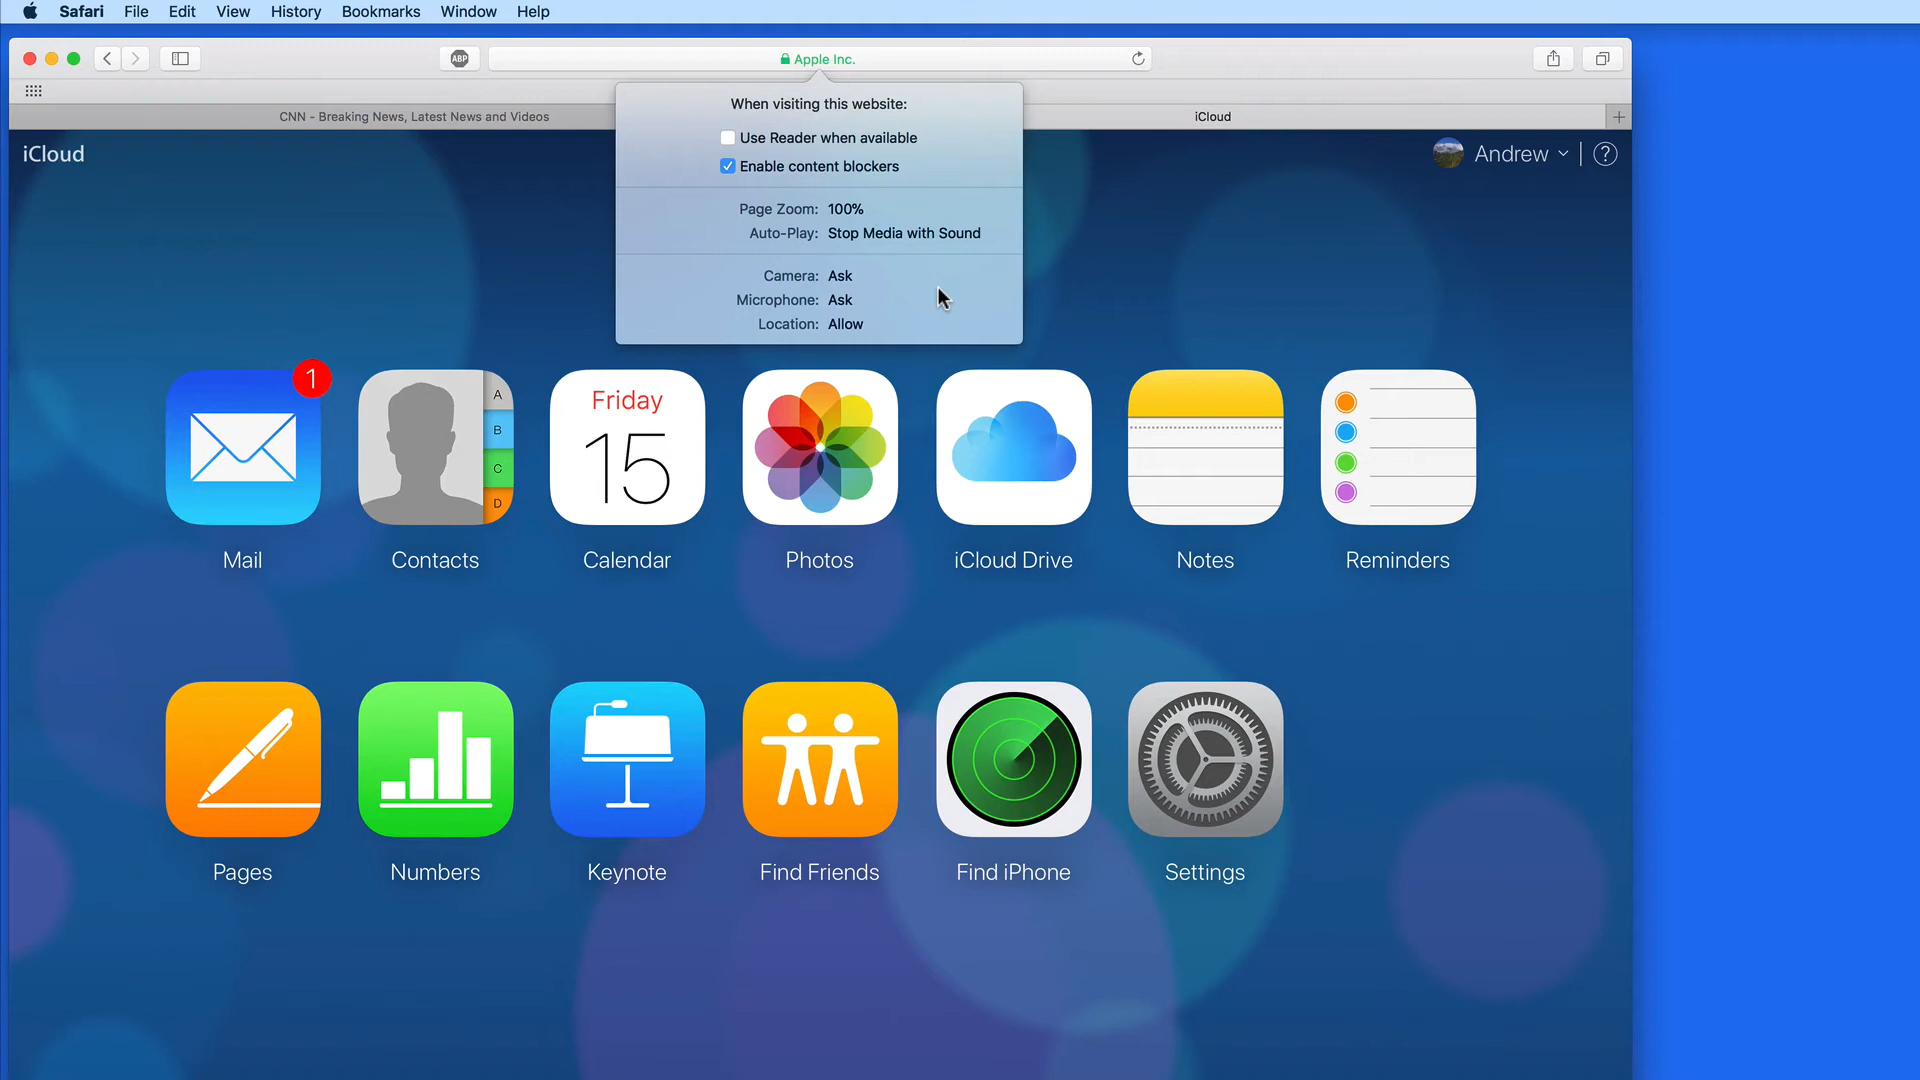 Safari File Edit View History Bookmarks Window Help
ABP Apple Inc.
CNN - Breaking News, Latest News and Videos iCloud
iCloud
Andrew ?
When visiting this website:
Use Reader when available
Enable content blockers
Page Zoom: 100%
Auto-Play: Stop Media with Sound
Camera: Ask
Microphone: Ask
Location: Allow
1
A
B
C
D
Friday
15
Mail Contacts Calendar Photos iCloud Drive Notes Reminders
Pages Numbers Keynote Find Friends Find iPhone Settings